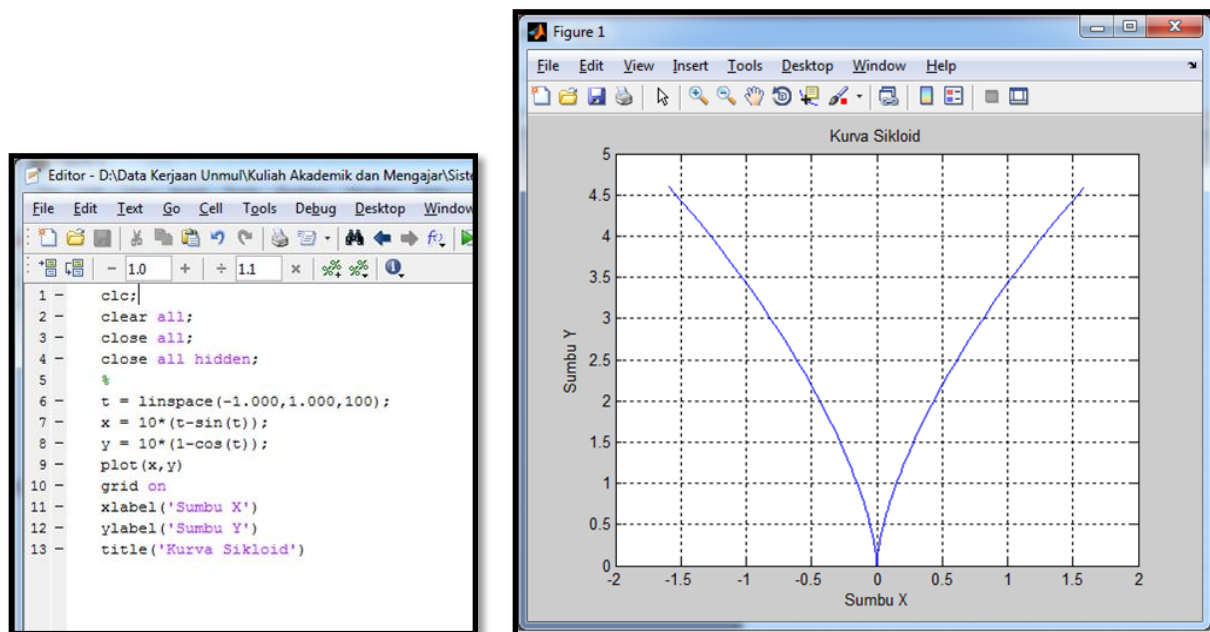 Editor - D:\Data Kerjaan Unmul\Kuliah Akademik dan Mengajar\Siste
File Edit Text Go Cell Tools Debug Desktop Window
- 1.0 + ÷ 1.1 ×
1 - clc;
2 - clear all;
3 - close all;
4 - close all hidden;
5 %
6 - t = linspace(-1.000,1.000,100);
7 - x = 10*(t-sin(t));
8 - y = 10*(1-cos(t));
9 - plot(x,y)
10 - grid on
11 - xlabel('Sumbu X')
12 - ylabel('Sumbu Y')
13 - title('Kurva Sikloid')
Figure 1
File Edit View Insert Tools Desktop Window Help
Kurva Sikloid
5
4.5
4
3.5
3
2.5
2
1.5
1
0.5
0
Sumbu Y
-2 -1.5 -1 -0.5 0 0.5 1 1.5 2
Sumbu X